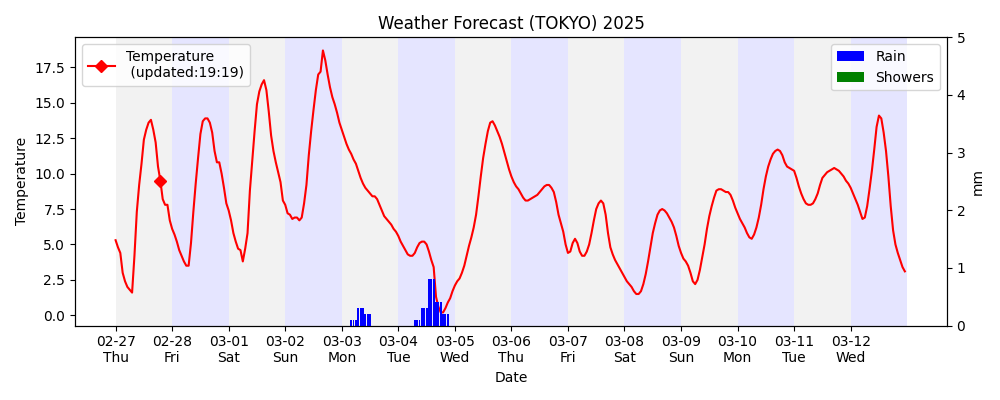 Weather Forecast (TOKYO) 2025
Temperature
(updated:19:19)
Rain
Showers
Temperature
17.5
15.0
12.5
10.0
7.5
5.0
2.5
0.0
5
4
3
2
1
0
mm
02-27 02-28 03-01 03-02 03-03 03-04 03-05 03-06 03-07 03-08 03-09 03-10 03-11 03-12
Thu Fri Sat Sun Mon Tue Wed Thu Fri Sat Sun Mon Tue Wed
Date